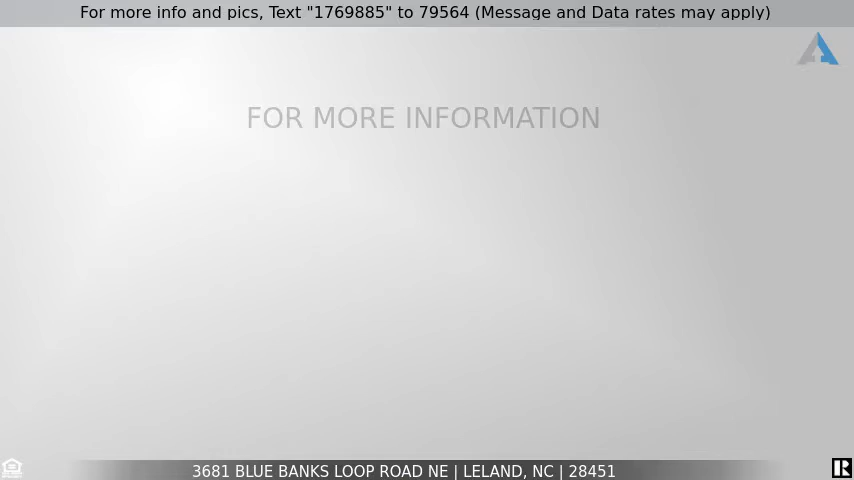 For more info and pics, Text "1769885" to 79564 (Message and Data rates may apply)
FOR MORE INFORMATION
3681 BLUE BANKS LOOP ROAD NE | LELAND, NC | 28451